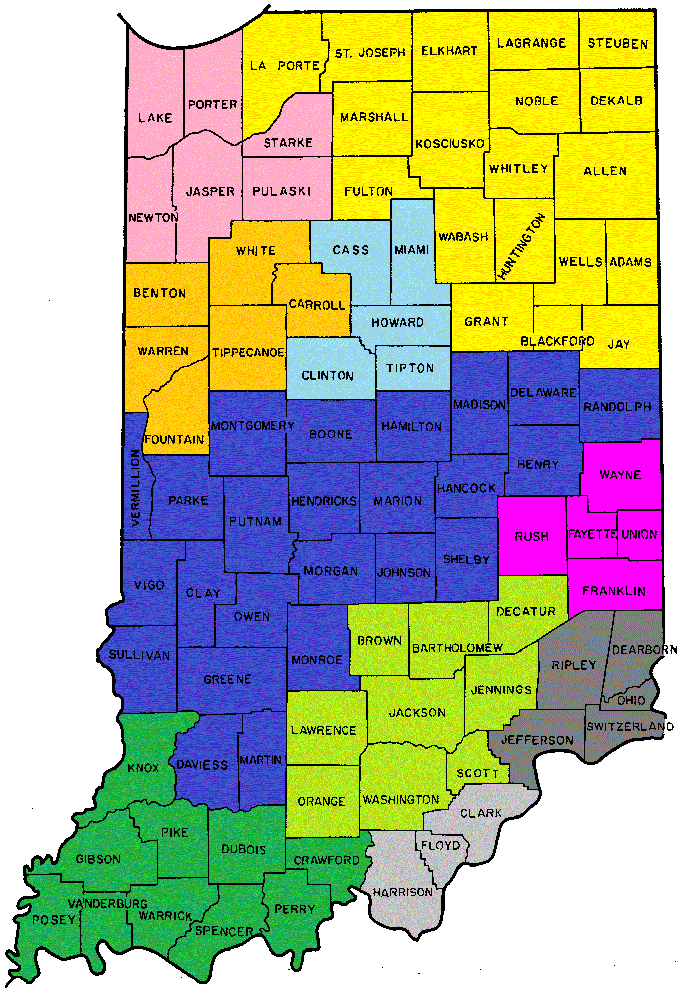 LAGRANGE
STEUBEN
ST. JOSEPH
ELKHART
LA PORTE
PORTER
NOBLE
DEKALB
LAKE
MARSHALL
STARKE
KOSCIUSKO
WHITLEY
ALLEN
JASPER
PULASKI
FULTON
NEWTON
WABASH
HUNTINGTON
WHITE
CASS
MIAMI
WELLS
ADAMS
BENTON
CARROLL
HOWARD
GRANT
BLACKFORD
JAY
WARREN
TIPPECANOE
CLINTON
TIPTON
DELAWARE
MADISON
RANDOLPH
MONTGOMERY
BOONE
HAMILTON
FOUNTAIN
HENRY
WAYNE
VERMILLION
PARKE
HENDRICKS
MARION
HANCOCK
PUTNAM
RUSH
FAYETTE
UNION
SHELBY
MORGAN
JOHNSON
VIGO
CLAY
FRANKLIN
OWEN
DECATUR
BROWN
BARTHOLOMEW
DEARBORN
SULLIVAN
MONROE
RIPLEY
GREENE
JENNINGS
OHIO
JACKSON
LAWRENCE
SWITZERLAND
JEFFERSON
KNOX
DAVIESS
MARTIN
SCOTT
ORANGE
WASHINGTON
CLARK
PIKE
DUBOIS
FLOYD
GIBSON
CRAWFORD
HARRISON
VANDERBURG
WARRICK
PERRY
POSEY
SPENCER